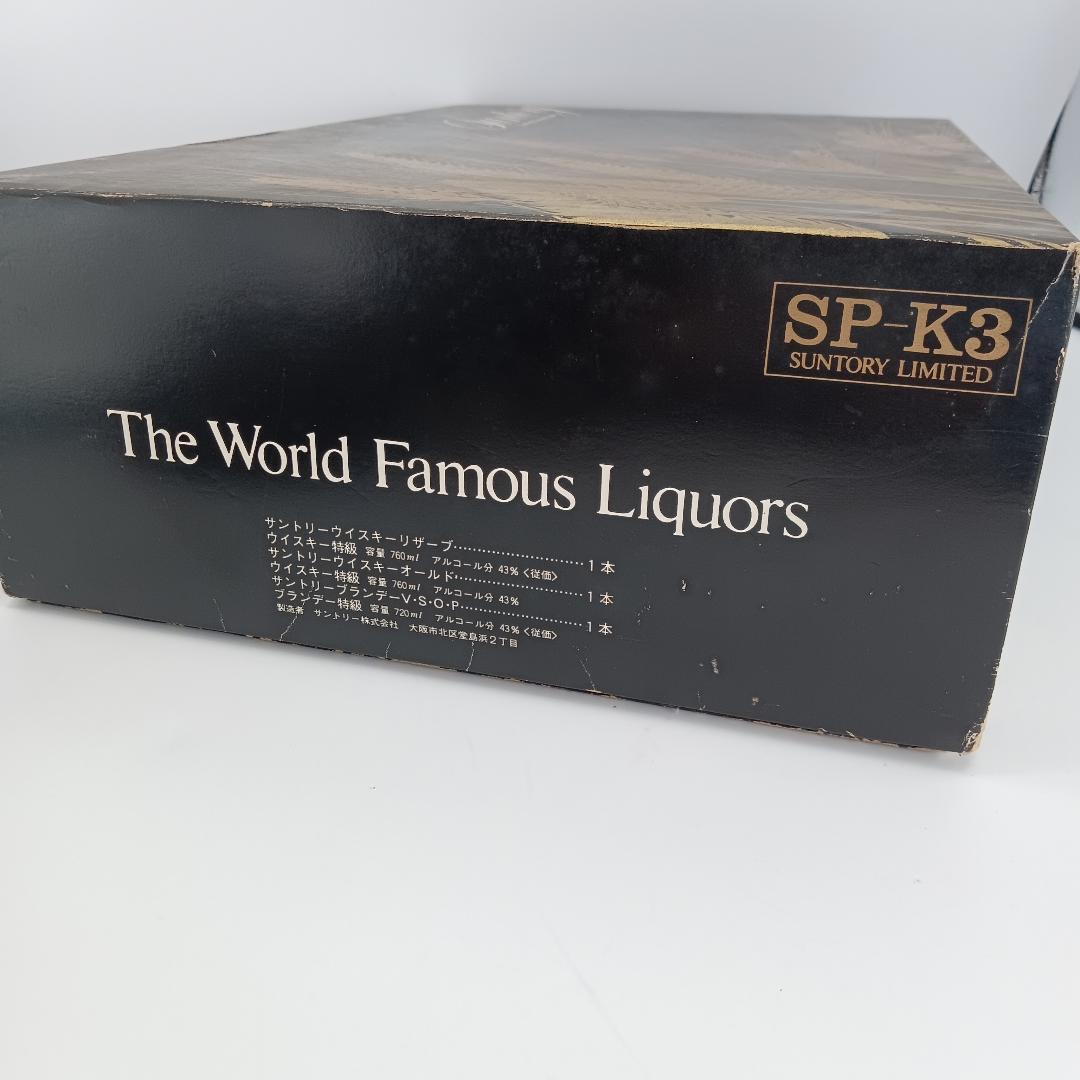 Suntory
SP-K3
SUNTORY LIMITED
The World Famous Liquors
サントリーウイスキーリザーブ……………………1本
ウイスキー特級 容量 760ml アルコール分 43% <従価>
サントリーウイスキーオールド……………………1本
ウイスキー特級 容量 760ml アルコール分 43%
サントリーブランデーV・S・O・P……………………1本
ブランデー特級 容量 720ml アルコール分 43% <従価>
製造者 サントリー株式会社 大阪市北区堂島浜2丁目